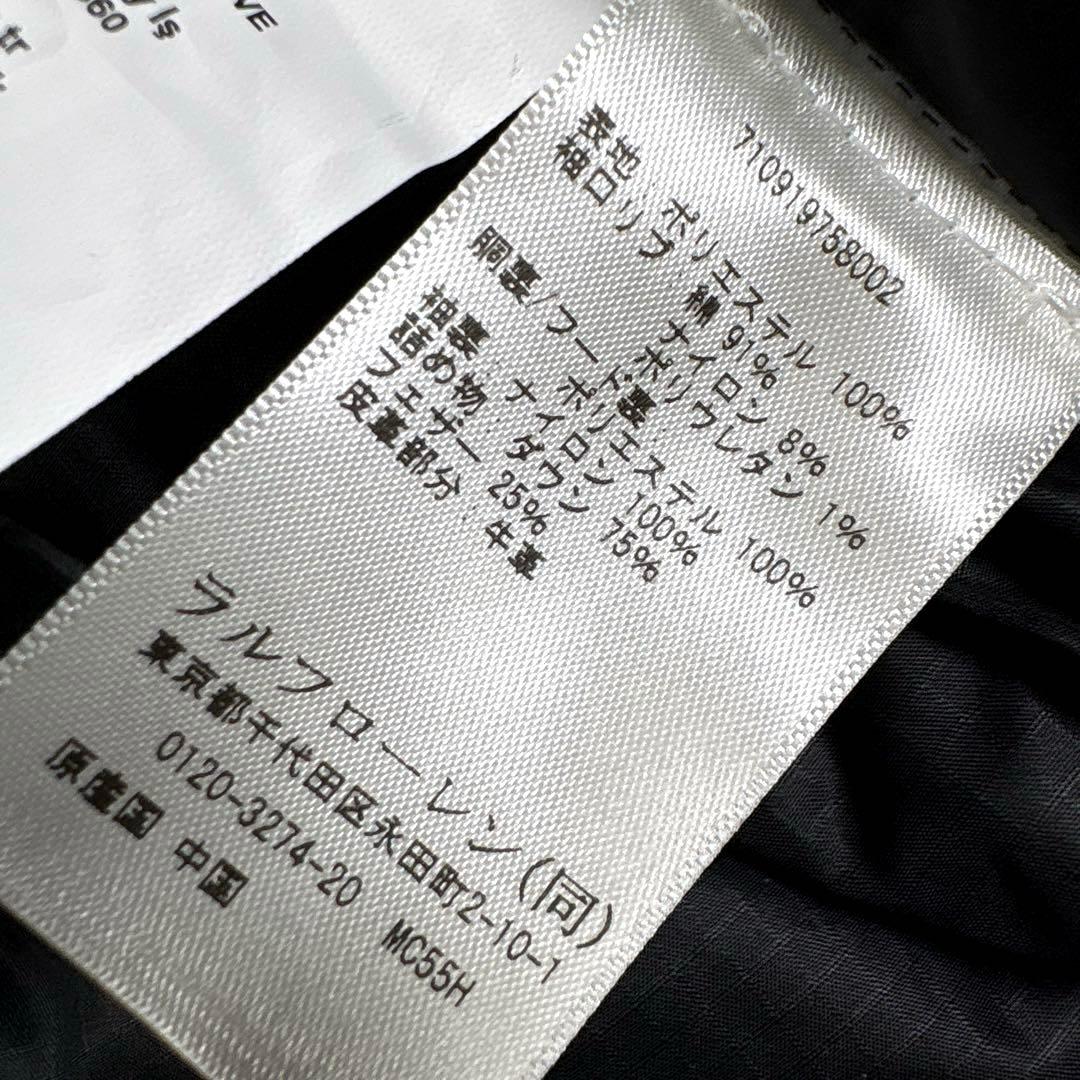 VE
ls
60
tr
710919758002
表地：ポリエステル 100%
袖口リブ：綿 91%
ナイロン 8%
ポリウレタン 1%
胴裏/フード裏：
ポリエステル 100%
袖裏：ナイロン 100%
詰め物：ダウン 75%
フェザー 25%
皮革部分：牛革
ラルフローレン(同)
東京都千代田区永田町2-10-1
0120-3274-20
MC55H
原産国 中国